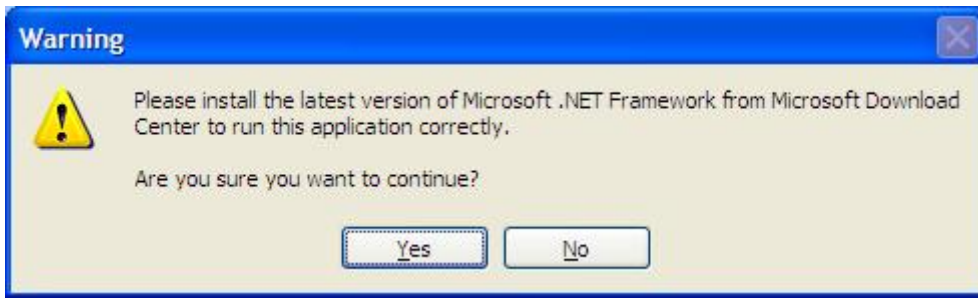 Warning
Please install the latest version of Microsoft .NET Framework from Microsoft Download
Center to run this application correctly.
Are you sure you want to continue?
Yes
No